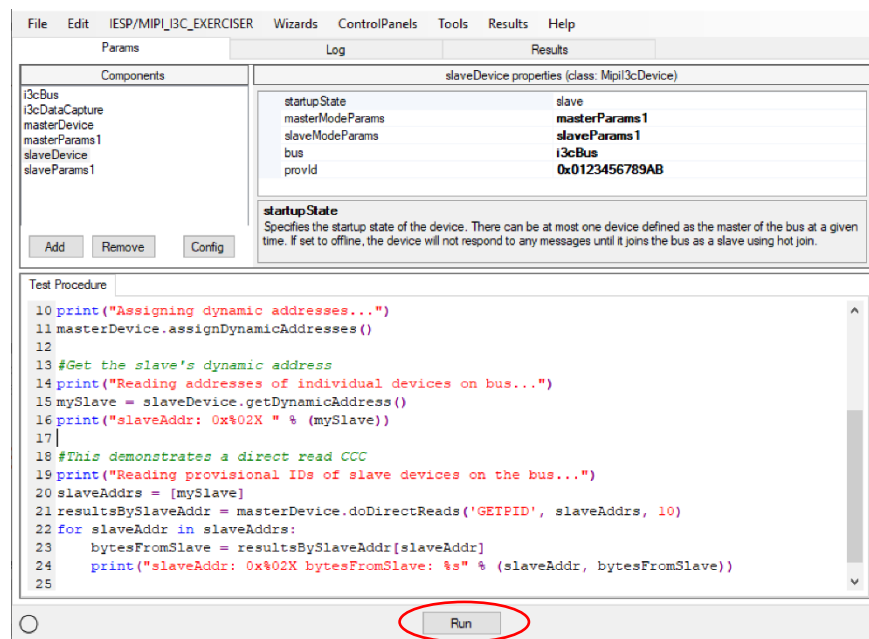 File Edit IESP/MIPI_I3C_EXERCISER Wizards ControlPanels Tools Results Help
Params Log Results
Components
i3cBus
i3cDataCapture
masterDevice
masterParams1
slaveDevice
slaveParams1
Add Remove Config
slaveDevice properties (class: MipiI3cDevice)
startupState slave
masterModeParams masterParams1
slaveModeParams slaveParams1
bus i3cBus
provId 0x0123456789AB
startupState
Specifies the startup state of the device. There can be at most one device defined as the master of the bus at a given
time. If set to offline, the device will not respond to any messages until it joins the bus as a slave using hot join.
Test Procedure
10 print("Assigning dynamic addresses...")
11 masterDevice.assignDynamicAddresses()
12
13 #Get the slave's dynamic address
14 print("Reading addresses of individual devices on bus...")
15 mySlave = slaveDevice.getDynamicAddress()
16 print("slaveAddr: 0x%02X " % (mySlave))
17
18 #This demonstrates a direct read CCC
19 print("Reading provisional IDs of slave devices on the bus...")
20 slaveAddrs = [mySlave]
21 resultsBySlaveAddr = masterDevice.doDirectReads('GETPID', slaveAddrs, 10)
22 for slaveAddr in slaveAddrs:
23     bytesFromSlave = resultsBySlaveAddr[slaveAddr]
24     print("slaveAddr: 0x%02X bytesFromSlave: %s" % (slaveAddr, bytesFromSlave))
25
Run